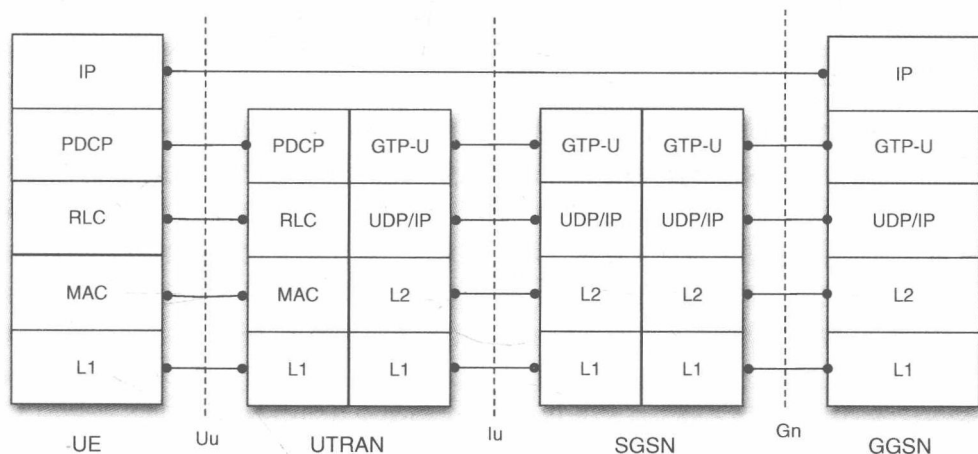 IP IP
PDCP PDCP GTP-U GTP-U GTP-U GTP-U
RLC RLC UDP/IP UDP/IP UDP/IP UDP/IP
MAC MAC L2 L2 L2 L2
L1 L1 L1 L1 L1 L1
UE Uu UTRAN Iu SGSN Gn GGSN